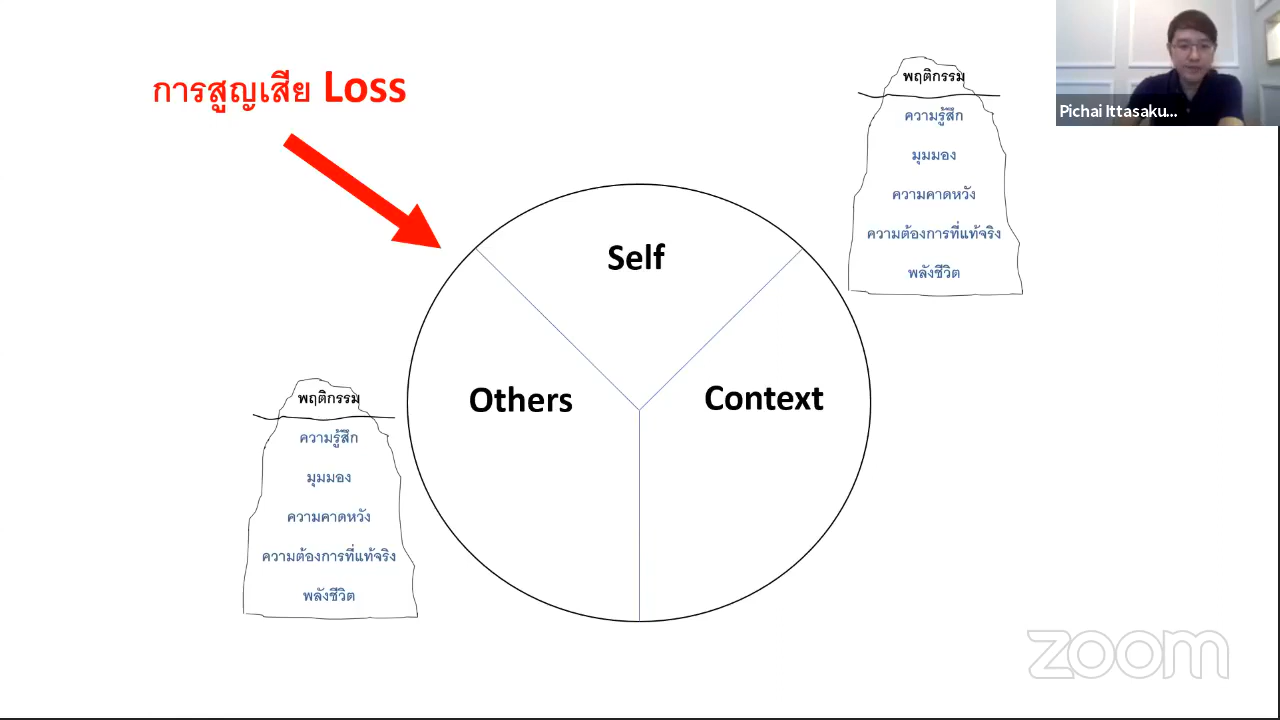 การสูญเสีย Loss
พฤติกรรม
ความรู้สึก
มุมมอง
ความคาดหวัง
ความต้องการที่แท้จริง
พลังชีวิต
Pichai Ittasaku...
Self
Others
Context
พฤติกรรม
ความรู้สึก
มุมมอง
ความคาดหวัง
ความต้องการที่แท้จริง
พลังชีวิต
zoom